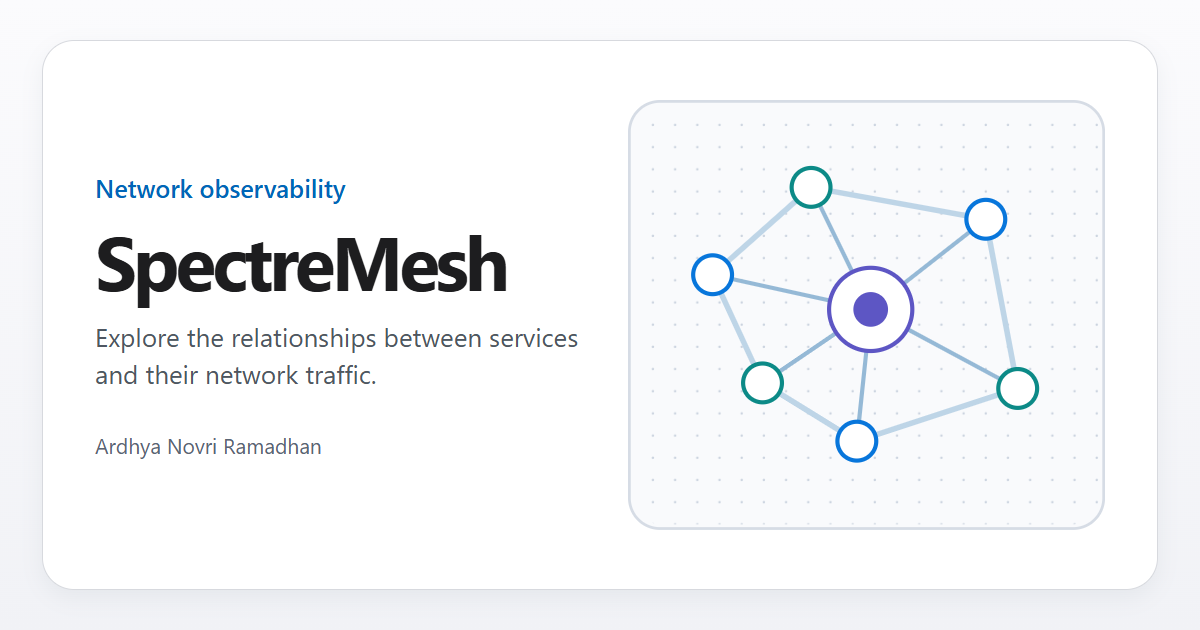 Network observability
SpectreMesh
Explore the relationships between services
and their network traffic.
Ardhya Novri Ramadhan